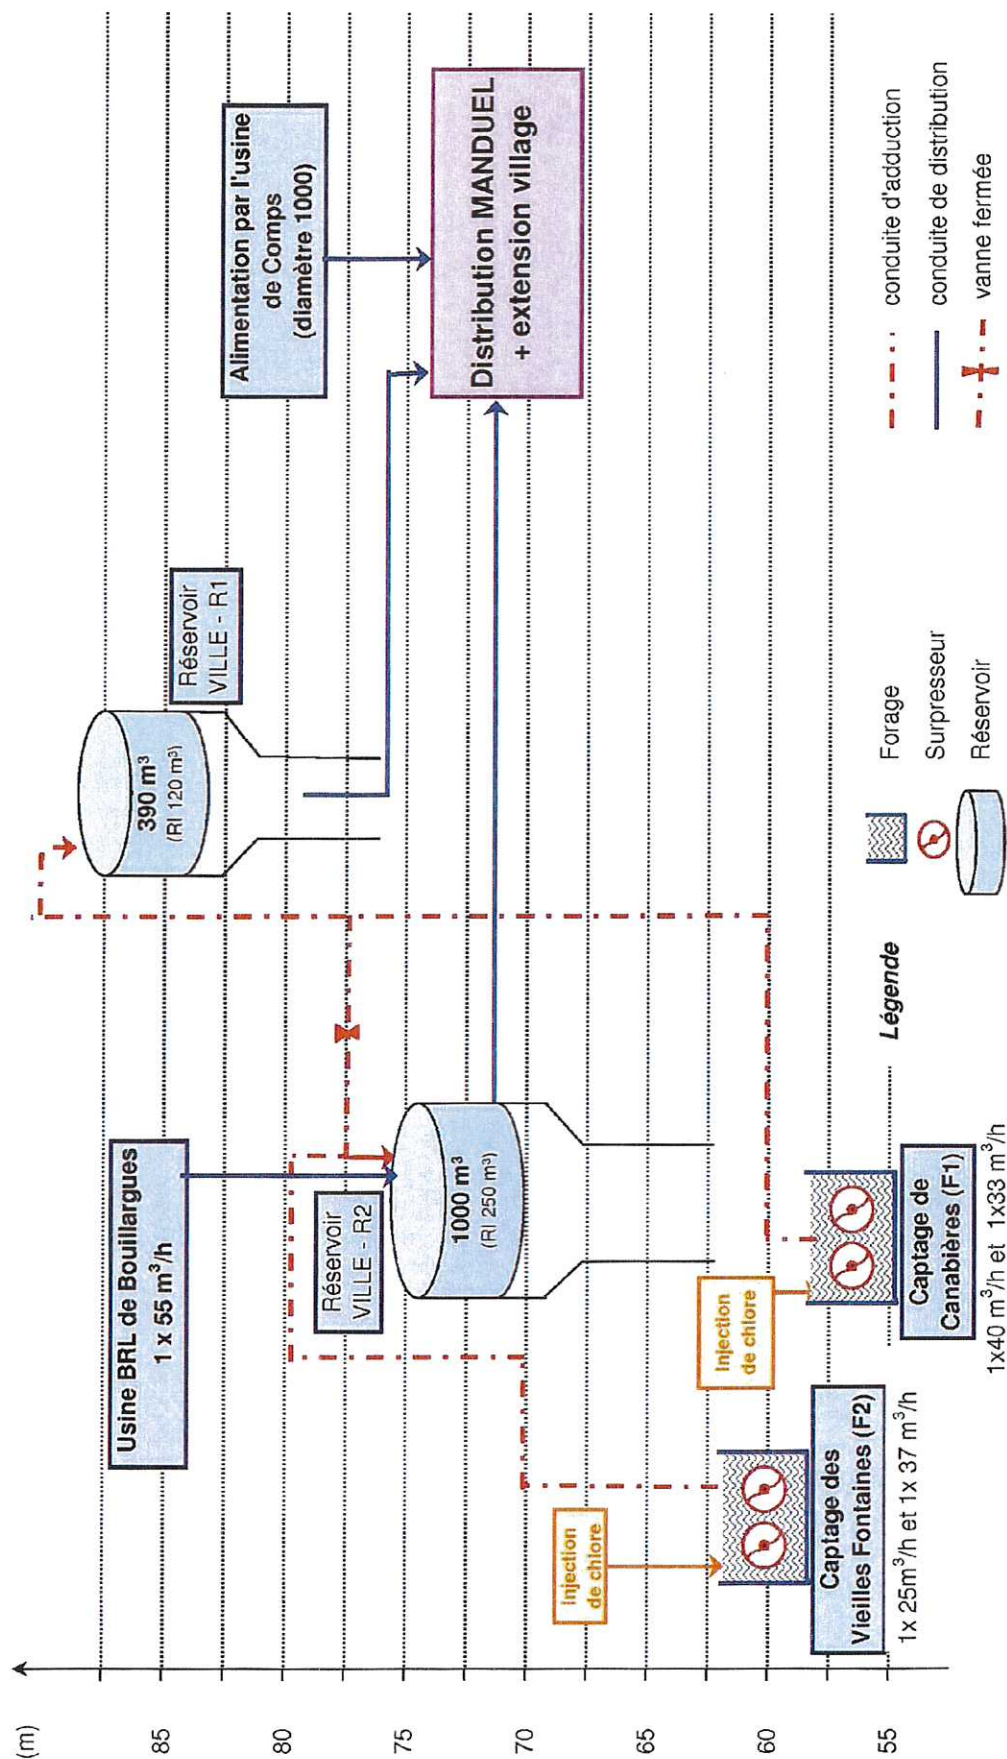 (m)
85
80
75
70
65
60
55
Usine BRL de Bouillargues
1 x 55 m³/h
Réservoir
VILLE - R2
1000 m³
(RI 250 m³)
390 m³
(RI 120 m³)
Réservoir
VILLE - R1
Alimentation par l'usine
de Comps
(diamètre 1000)
Distribution MANDUEL
+ extension village
Injection
de chlore
Captage des
Vieilles Fontaines (F2)
1x 25m³/h et 1x 37 m³/h
Injection
de chlore
Captage de
Canabières (F1)
1x40 m³/h et 1x33 m³/h
Légende
Forage
Surpresseur
Réservoir
conduite d'adduction
conduite de distribution
vanne fermée